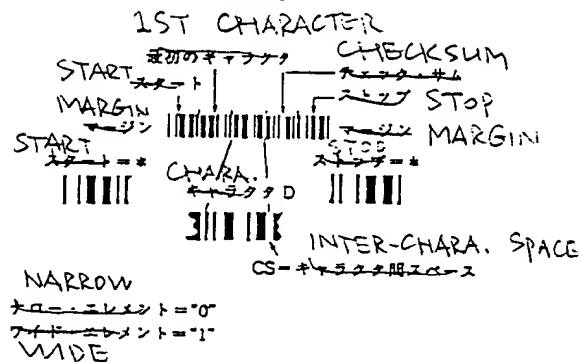 1ST CHARACTER
最初のキャラクタ
START
スタート
CHECKSUM
チェック・サム
ストップ
STOP
MARGIN
マージン
マージン
MARGIN
START
スタート=*
STOP
ストップ=*
CHARA.
キャラクタ D
INTER-CHARA. SPACE
CS=キャラクタ間スペース
NARROW
ナロー・エレメント="0"
ワイド・エレメント="1"
WIDE